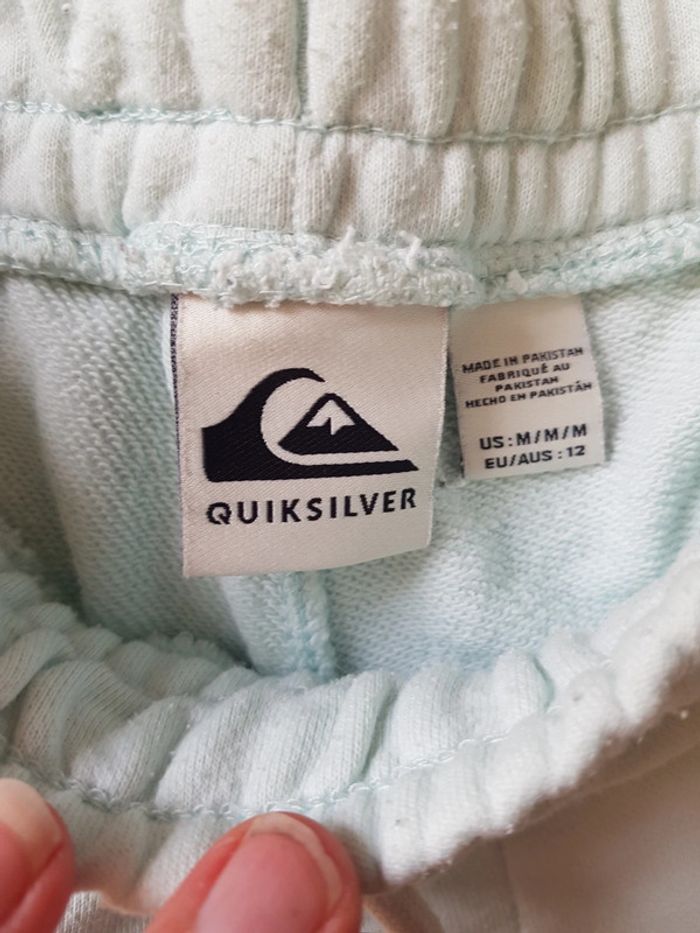 QUIKSILVER
MADE IN PAKISTAN
FABRIQUÉ AU
PAKISTAN
HECHO EN PAKISTÁN
US: M/M/M
EU/AUS: 12